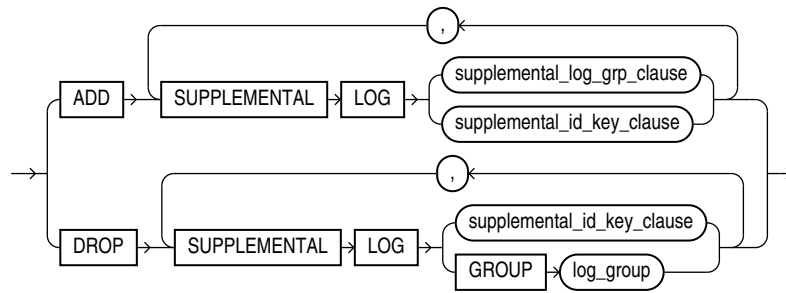 ,
supplemental_log_grp_clause
ADD SUPPLEMENTAL LOG
supplemental_id_key_clause
,
supplemental_id_key_clause
DROP SUPPLEMENTAL LOG
GROUP log_group